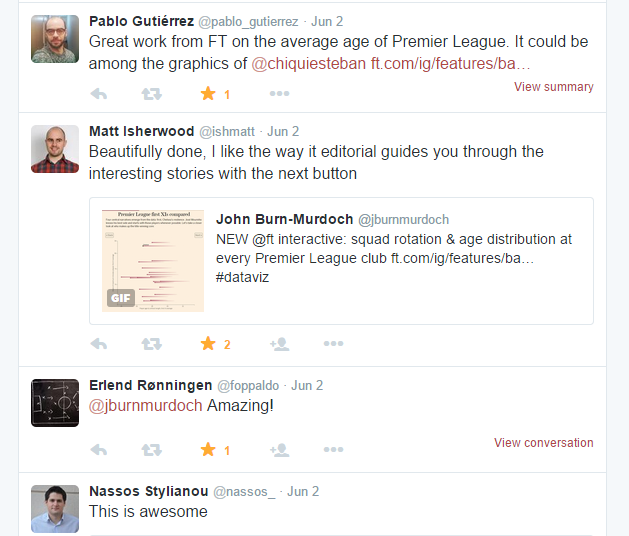 Pablo Gutiérrez @pablo_gutierrez · Jun 2
Great work from FT on the average age of Premier League. It could be
among the graphics of @chiquiesteban ft.com/ig/features/ba…
1
View summary
Matt Isherwood @ishmatt · Jun 2
Beautifully done, I like the way it editorial guides you through the
interesting stories with the next button
Premier League first XIs compared
John Burn-Murdoch @jburnmurdoch
NEW @ft interactive: squad rotation & age distribution at
every Premier League club ft.com/ig/features/ba…
#dataviz
GIF
2
Erlend Rønningen @foppaldo · Jun 2
@jburnmurdoch Amazing!
1
View conversation
Nassos Stylianou @nassos_ · Jun 2
This is awesome